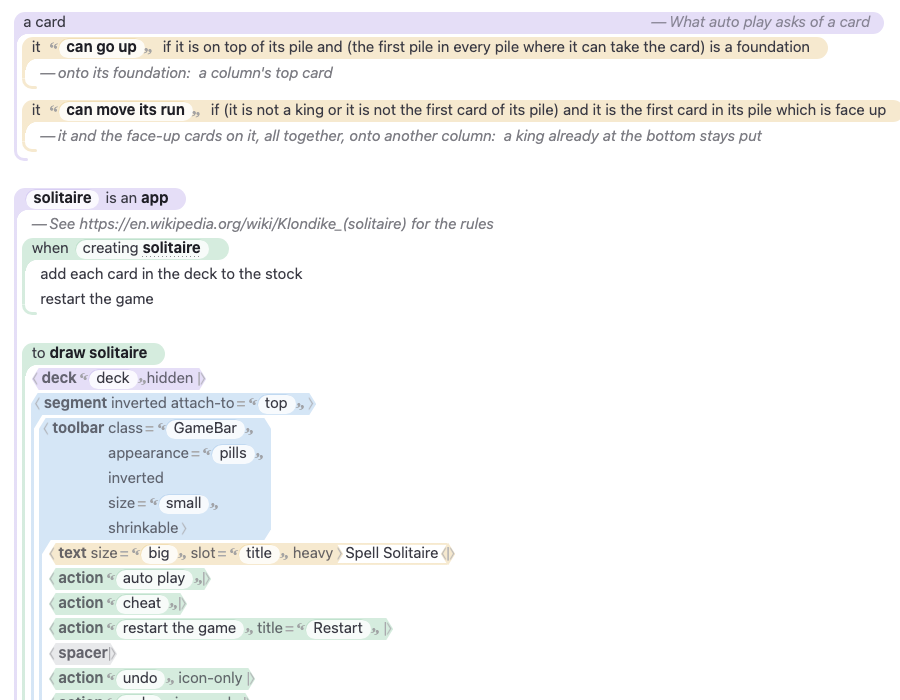 a card — What auto play asks of a card
it “ can go up „ if it is on top of its pile and (the first pile in every pile where it can take the card) is a foundation
— onto its foundation: a column's top card
it “ can move its run „ if (it is not a king or it is not the first card of its pile) and it is the first card in its pile which is face up
— it and the face-up cards on it, all together, onto another column: a king already at the bottom stays put
solitaire is an app
— See https://en.wikipedia.org/wiki/Klondike_(solitaire) for the rules
when creating solitaire
add each card in the deck to the stock
restart the game
to draw solitaire
〈 deck “ deck „ hidden |〉
〈 segment inverted attach-to = “ top „ 〉
〈 toolbar class = “ GameBar „
appearance = “ pills „
inverted
size = “ small „
shrinkable 〉
〈 text size = “ big „ slot = “ title „ heavy 〉 Spell Solitaire 〈|〉
〈 action “ auto play „ |〉
〈 action “ cheat „ |〉
〈 action “ restart the game „ title = “ Restart „ |〉
〈 spacer |〉
〈 action “ undo „ icon-only |〉